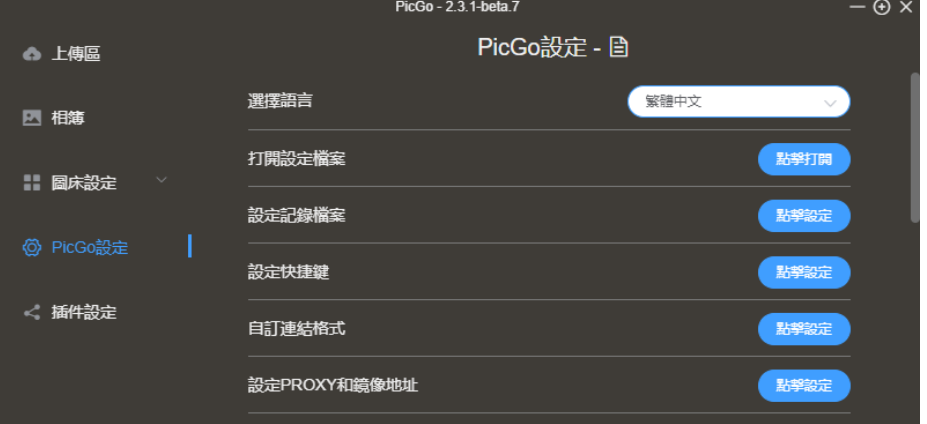 PicGo - 2.3.1-beta.7
上傳區
相簿
圖床設定
PicGo設定
插件設定
PicGo設定 -
選擇語言
繁體中文
打開設定檔案
點擊打開
設定記錄檔案
點擊設定
設定快捷鍵
點擊設定
自訂連結格式
點擊設定
設定PROXY和鏡像地址
點擊設定